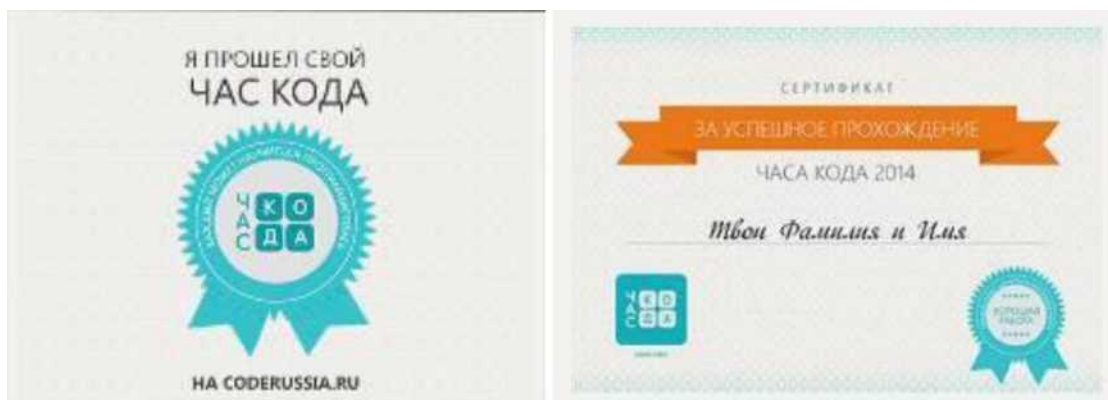 Я ПРОШЕЛ СВОЙ
ЧАС КОДА
ЧАС
КО
ДА
НА CODERUSSIA.RU
СЕРТИФИКАТ
ЗА УСПЕШНОЕ ПРОХОЖДЕНИЕ
ЧАСА КОДА 2014
Твои Фамилия и Имя
ЧАС
КО
ДА